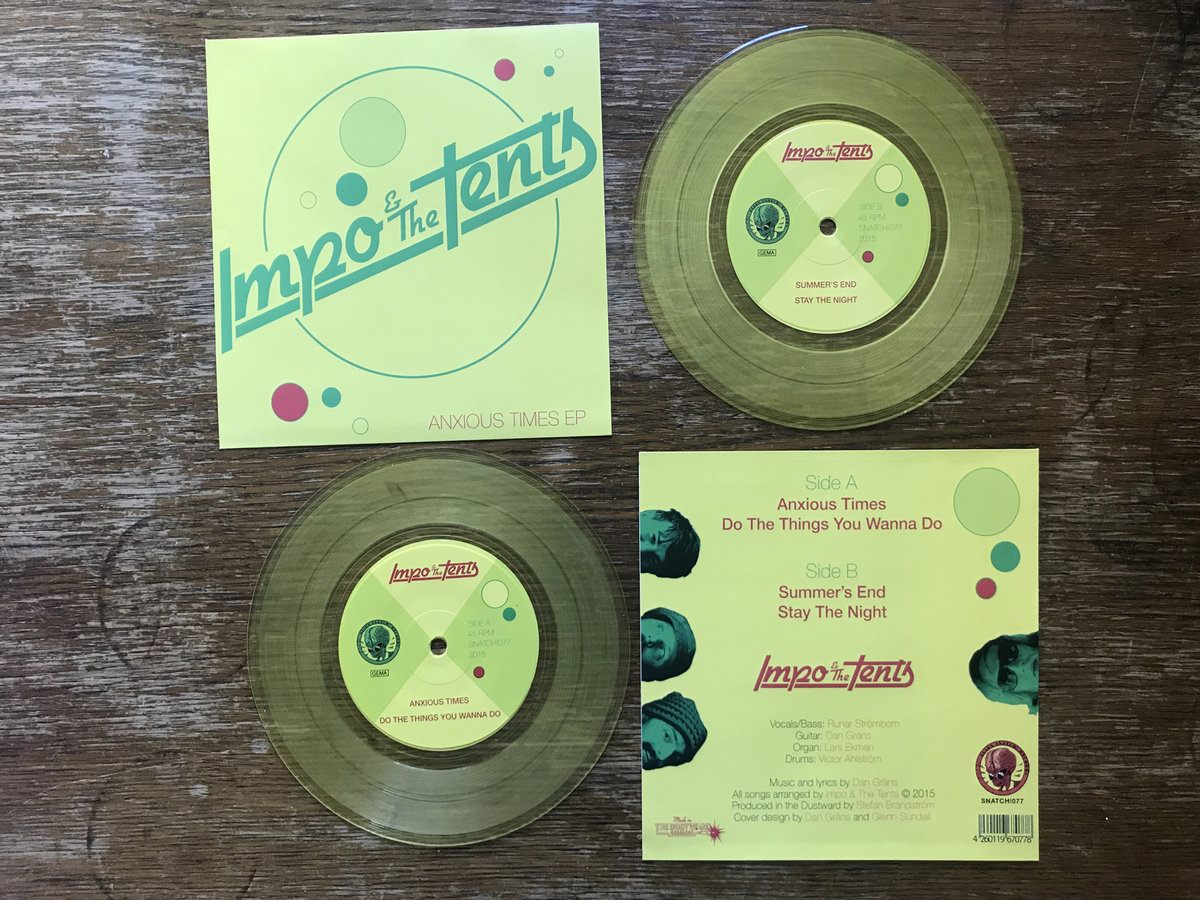 Impo & The Tents
ANXIOUS TIMES EP
Impo & The Tents
SIDE B
45 RPM
SNATCH!077
2015
GEMA
SUMMER'S END
STAY THE NIGHT
Impo & The Tents
SIDE A
45 RPM
SNATCH!077
2015
GEMA
ANXIOUS TIMES
DO THE THINGS YOU WANNA DO
Side A
Anxious Times
Do The Things You Wanna Do
Side B
Summer's End
Stay The Night
Impo & The Tents
Vocals/Bass: Runar Strömbom
Guitar: Dan Gräns
Organ: Lars Ekman
Drums: Victor Ahlström
Music and lyrics by Dan Gräns
All songs arranged by Impo & The Tents © 2015
Produced in the Dustward by Stefan Brändström
Cover design by Dan Gräns and Glenn Sundell
Made in
SNATCH!077
4 260119 670778